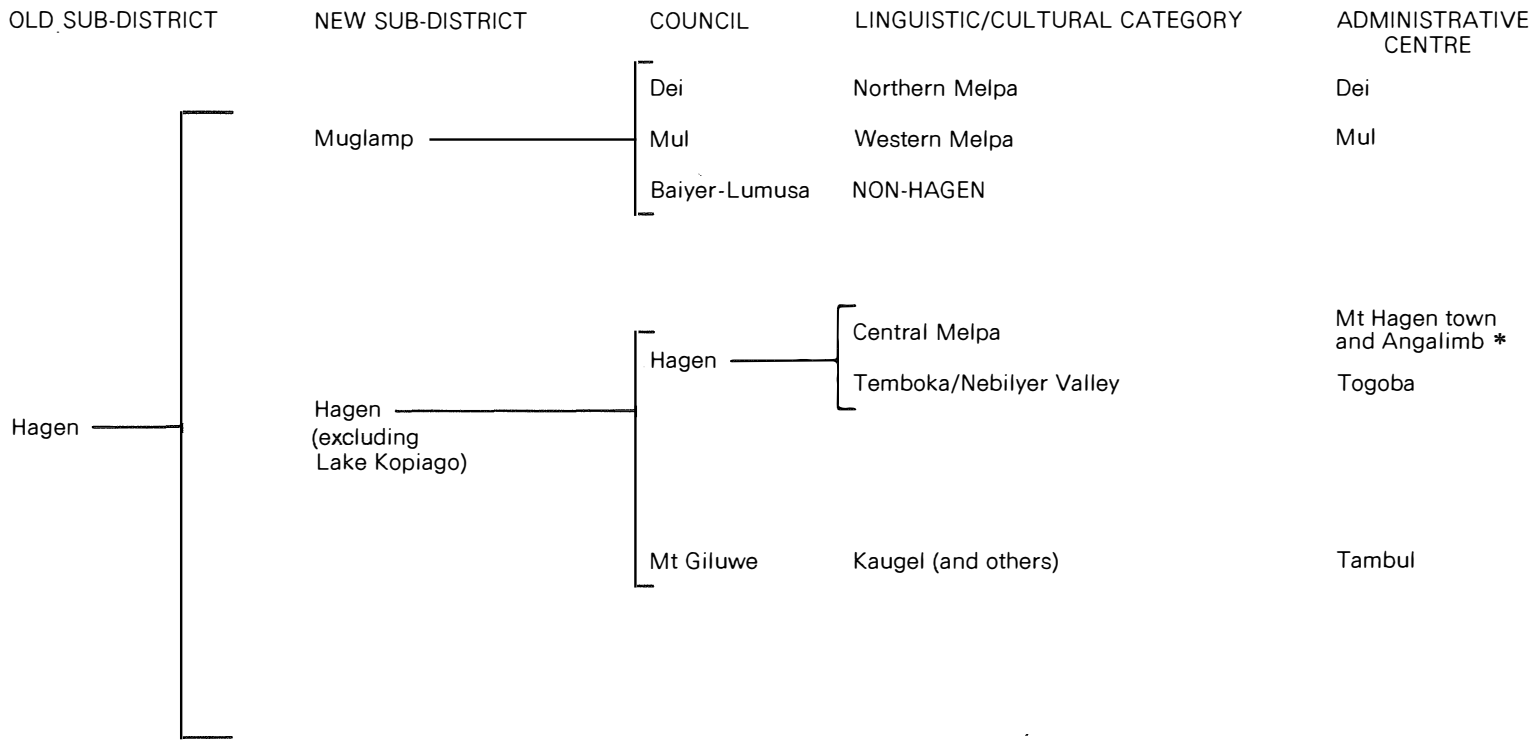 OLD SUB-DISTRICT NEW SUB-DISTRICT COUNCIL LINGUISTIC/CULTURAL CATEGORY ADMINISTRATIVE
CENTRE
Dei Northern Melpa Dei
Muglamp Mul Western Melpa Mul
Baiyer-Lumusa NON-HAGEN
Mt Hagen town
Central Melpa and Angalimb *
Hagen
Temboka/Nebilyer Valley Togoba
Hagen
Hagen
(excluding
Lake Kopiago)
Mt Giluwe Kaugel (and others) Tambul